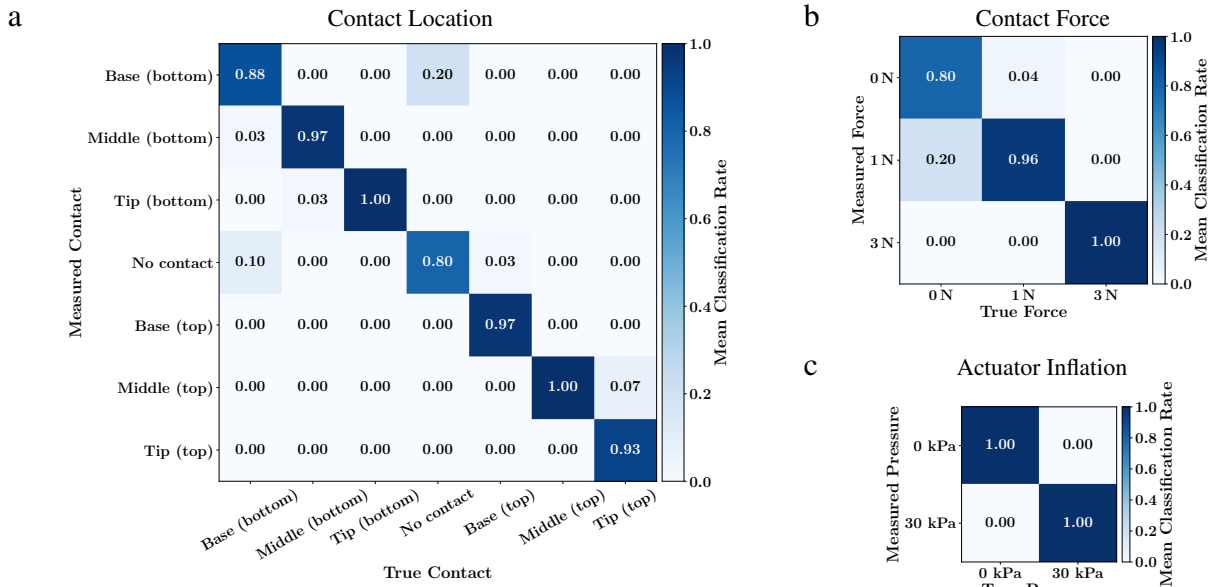 a
Contact Location
Measured Contact
Base (bottom) 0.88 0.00 0.00 0.20 0.00 0.00 0.00
Middle (bottom) 0.03 0.97 0.00 0.00 0.00 0.00 0.00
Tip (bottom) 0.00 0.03 1.00 0.00 0.00 0.00 0.00
No contact 0.10 0.00 0.00 0.80 0.03 0.00 0.00
Base (top) 0.00 0.00 0.00 0.00 0.97 0.00 0.00
Middle (top) 0.00 0.00 0.00 0.00 0.00 1.00 0.07
Tip (top) 0.00 0.00 0.00 0.00 0.00 0.00 0.93
Base (bottom) Middle (bottom) Tip (bottom) No contact Base (top) Middle (top) Tip (top)
True Contact
1.0
0.8
0.6
0.4
0.2
0.0
Mean Classification Rate
b
Contact Force
Measured Force
0 N 0.80 0.04 0.00
1 N 0.20 0.96 0.00
3 N 0.00 0.00 1.00
0 N 1 N 3 N
True Force
1.0
0.8
0.6
0.4
0.2
0.0
Mean Classification Rate
c
Actuator Inflation
Measured Pressure
0 kPa 1.00 0.00
30 kPa 0.00 1.00
0 kPa 30 kPa
1.0
0.8
0.6
0.4
0.2
0.0
Mean Classification Rate